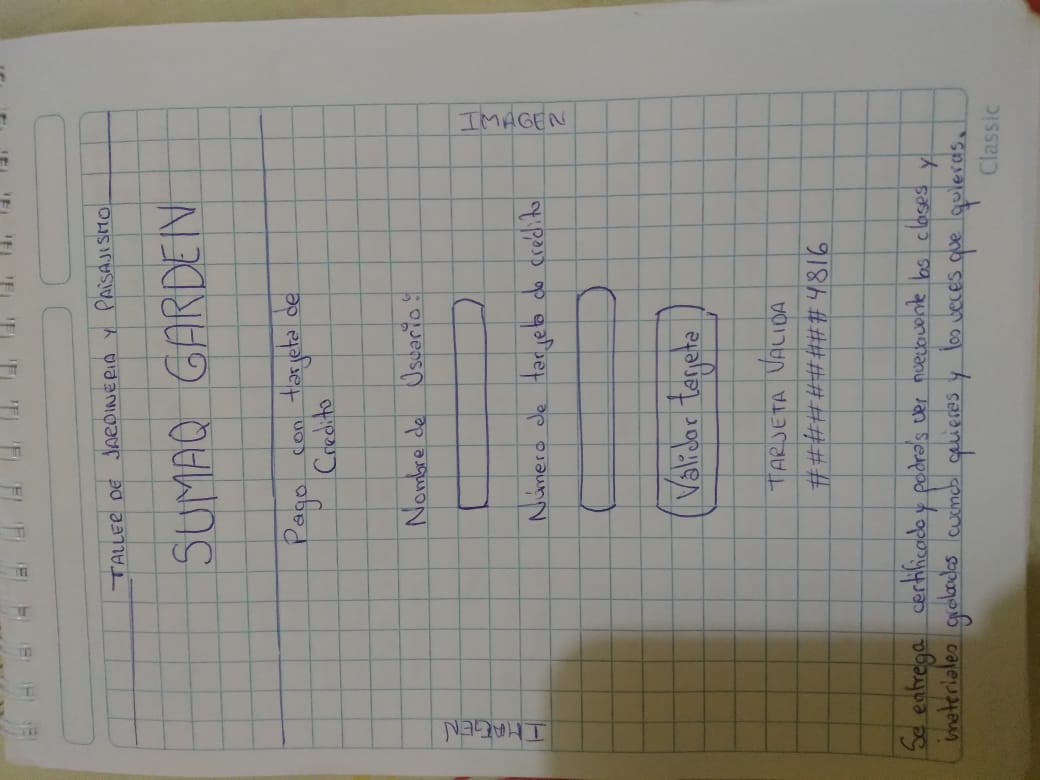 TALLER DE JARDINERIA Y PAISAJISMO
SUMAQ GARDEN
Pago con tarjeta de
Credito
IMAGEN
IMAGEN
Nombre de Usuario:
Número de tarjeta de crédito
Validar tarjeta
TARJETA VALIDA
############4816
Se entrega certificado y podrás ver nuevamente las clases y
materiales grabados cuando quieras y las veces que quieras.
Classic